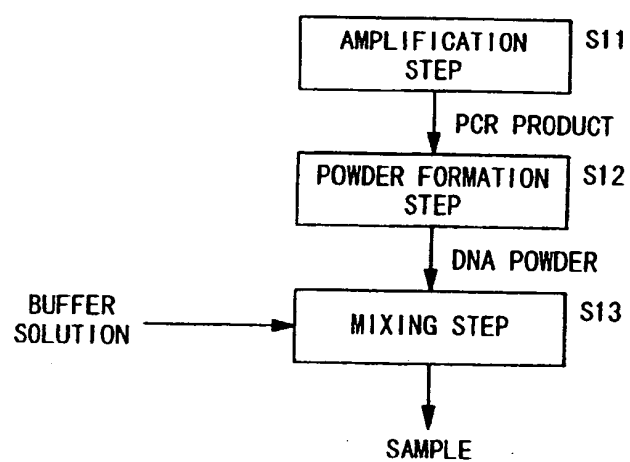 AMPLIFICATION
STEP
S11
PCR PRODUCT
POWDER FORMATION
STEP
S12
DNA POWDER
BUFFER
SOLUTION
MIXING STEP
S13
SAMPLE